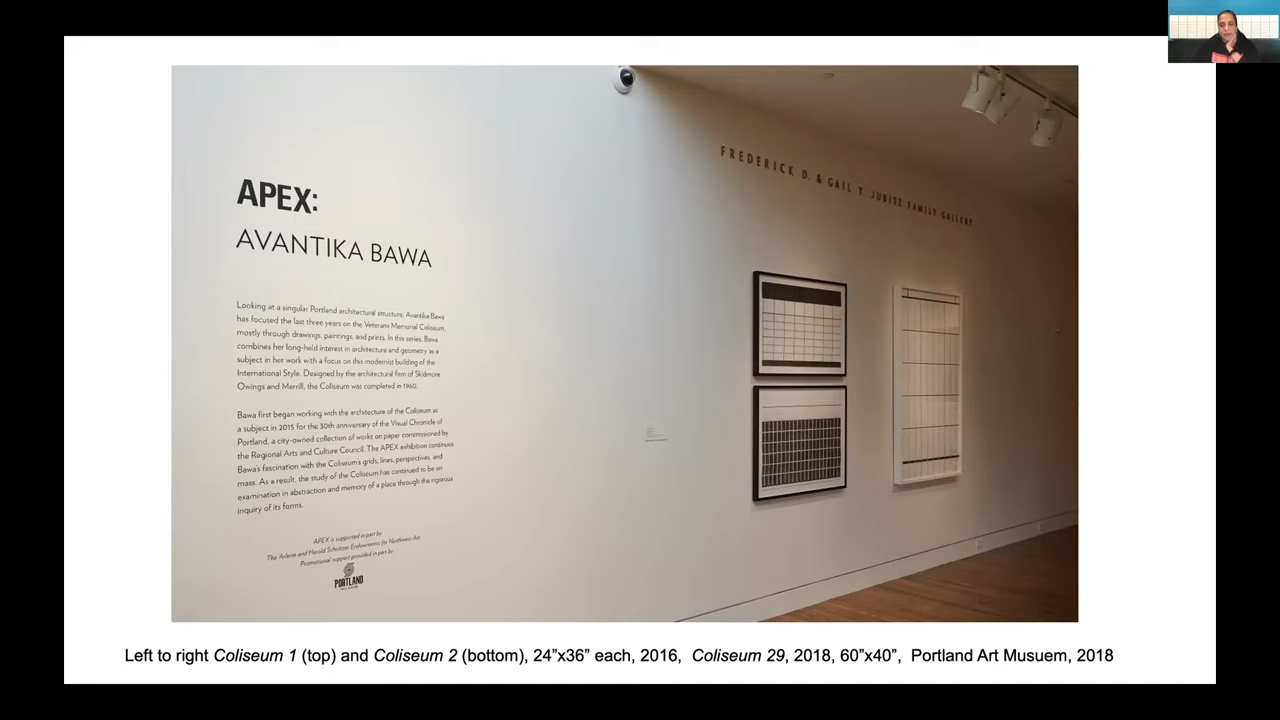 APEX:
AVANTIKA BAWA
Looking at a singular Portland architectural structure, Avantika Bawa
has focused the last three years on the Veterans Memorial Coliseum,
mostly through drawings, paintings, and prints. In this series, Bawa
combines her long-held interest in architecture and geometry as a
subject in her work with a focus on this modernist building of the
International Style. Designed by the architectural firm of Skidmore
Owings and Merrill, the Coliseum was completed in 1960.
Bawa first began working with the architecture of the Coliseum as
a subject in 2015 for the 30th anniversary of the Visual Chronicle of
Portland, a city-owned collection of works on paper commissioned by
the Regional Arts and Culture Council. The APEX exhibition continues
Bawa's fascination with the Coliseum's grids, lines, perspectives, and
mass. As a result, the study of the Coliseum has continued to be an
examination in abstraction and memory of a place through the rigorous
inquiry of its forms.
APEX is supported in part by
The Arlene and Harold Schnitzer Endowments for Northwest Art.
Promotional support provided in part by
PORTLAND
FREDERICK D. & GAIL Y. JUBITZ FAMILY GALLERY
Left to right Coliseum 1 (top) and Coliseum 2 (bottom), 24”x36” each, 2016, Coliseum 29, 2018, 60”x40”, Portland Art Musuem, 2018